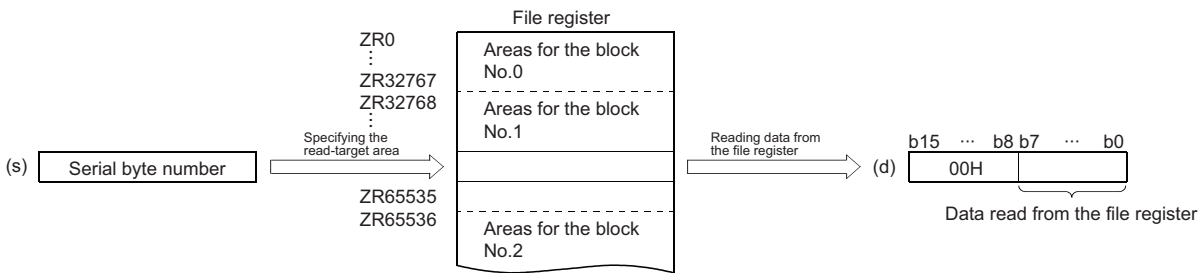 File register
ZR0
⋮
ZR32767
ZR32768
⋮
Areas for the block
No.0
Areas for the block
No.1
(s)
Serial byte number
Specifying the
read-target area
Reading data from
the file register
b15 ··· b8 b7 ··· b0
(d)
00H
Data read from the file register
ZR65535
ZR65536
Areas for the block
No.2